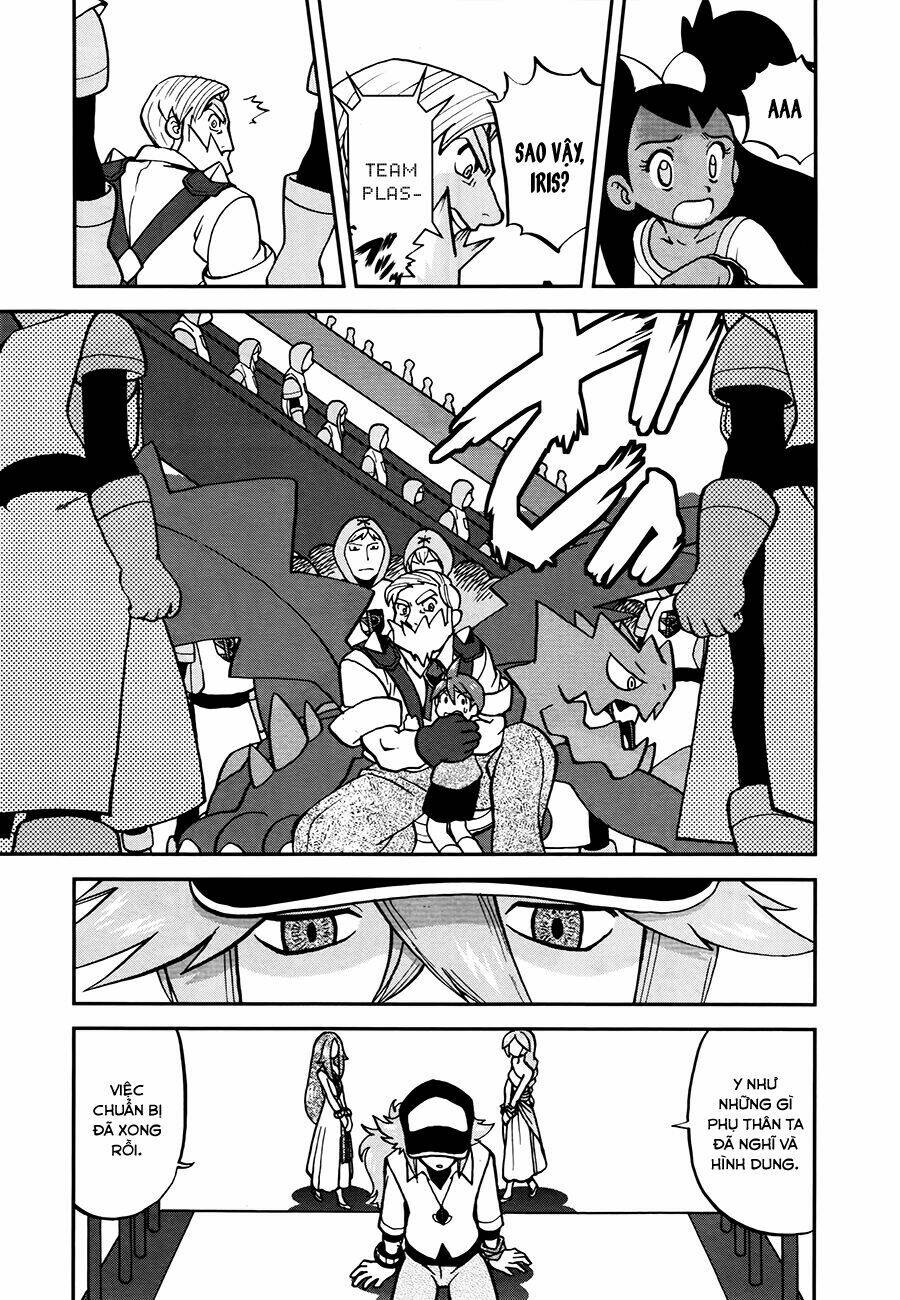 AAA
SAO VẬY,
IRIS?
TEAM
PLAS-
Y NHƯ
NHỮNG GÌ
PHỤ THÂN TA
ĐÃ NGHĨ VÀ
HÌNH DUNG.
VIỆC
CHUẨN BỊ
ĐÃ XONG
RỒI.